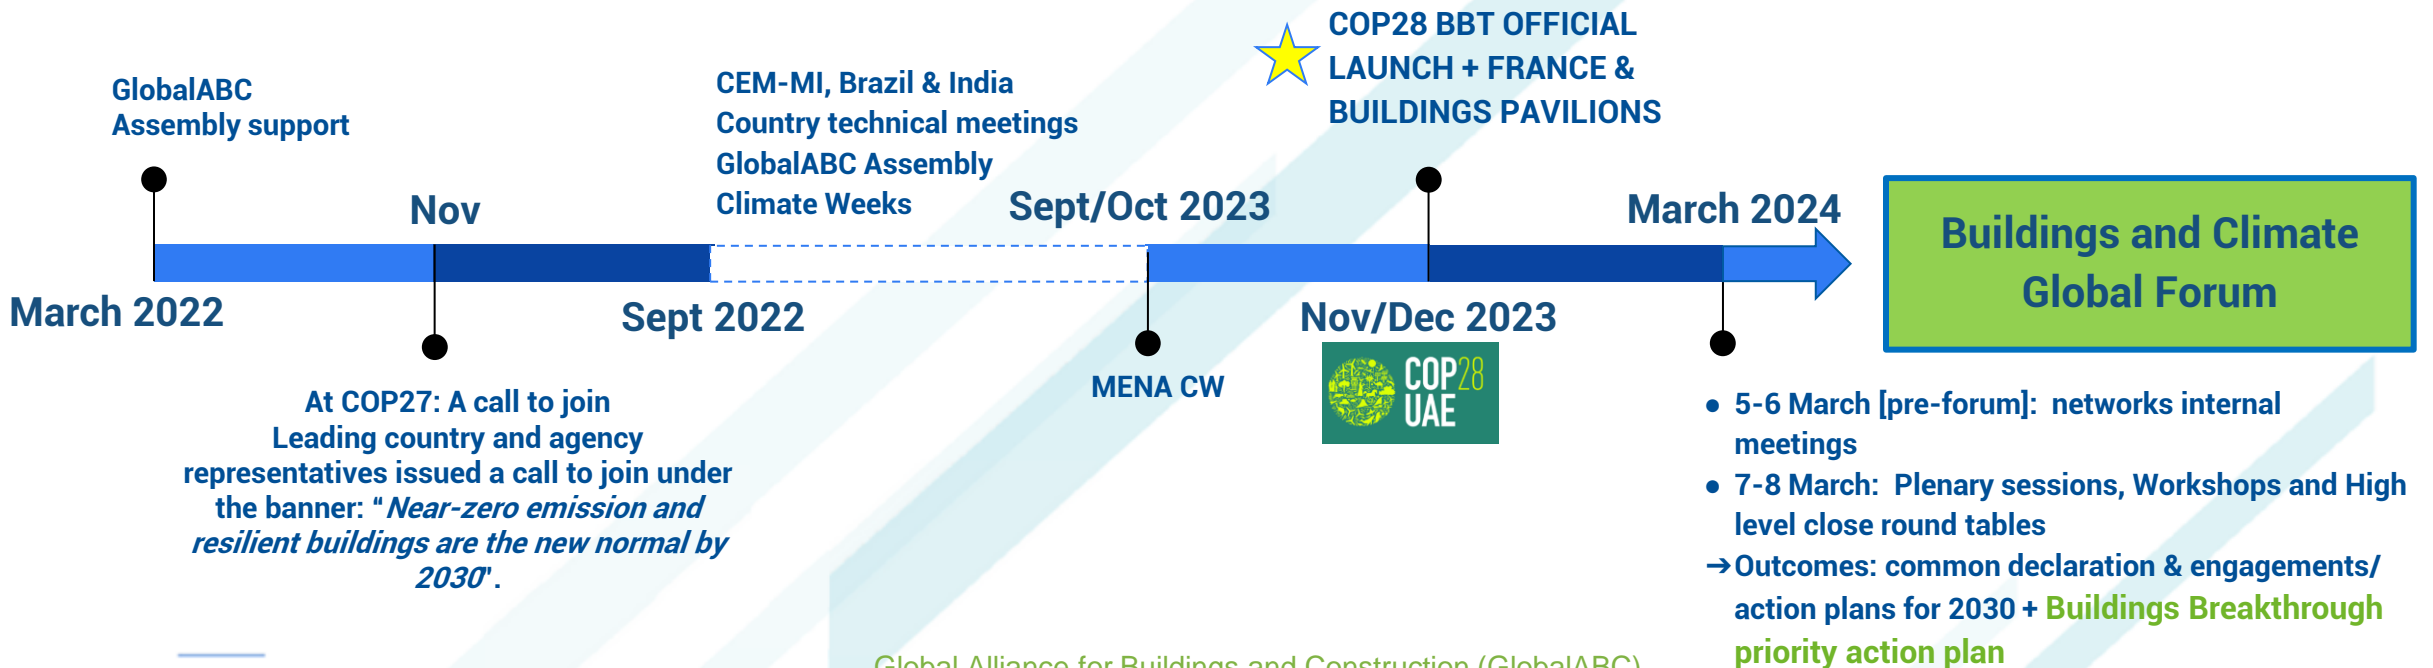 GlobalABC
Assembly support
March 2022
Nov
At COP27: A call to join
Leading country and agency
representatives issued a call to join under
the banner: “Near-zero emission and
resilient buildings are the new normal by
2030".
CEM-MI, Brazil & India
Country technical meetings
GlobalABC Assembly
Climate Weeks
Sept 2022
Sept/Oct 2023
MENA CW
COP28 BBT OFFICIAL
LAUNCH + FRANCE &
BUILDINGS PAVILIONS
Nov/Dec 2023
COP28
UAE
March 2024
Buildings and Climate
Global Forum
● 5-6 March [pre-forum]: networks internal
meetings
● 7-8 March: Plenary sessions, Workshops and High
level close round tables
➔Outcomes: common declaration & engagements/
action plans for 2030 + Buildings Breakthrough
priority action plan
Global Alliance for Buildings and Construction (GlobalABC)